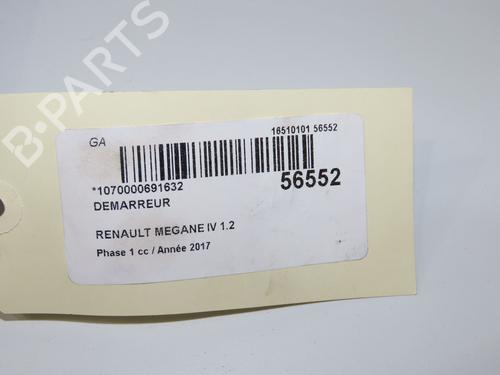 B-PARTS
GA
16510101 56552
*1070000691632
56552
DEMARREUR
RENAULT MEGANE IV 1.2
Phase 1 cc / Année 2017